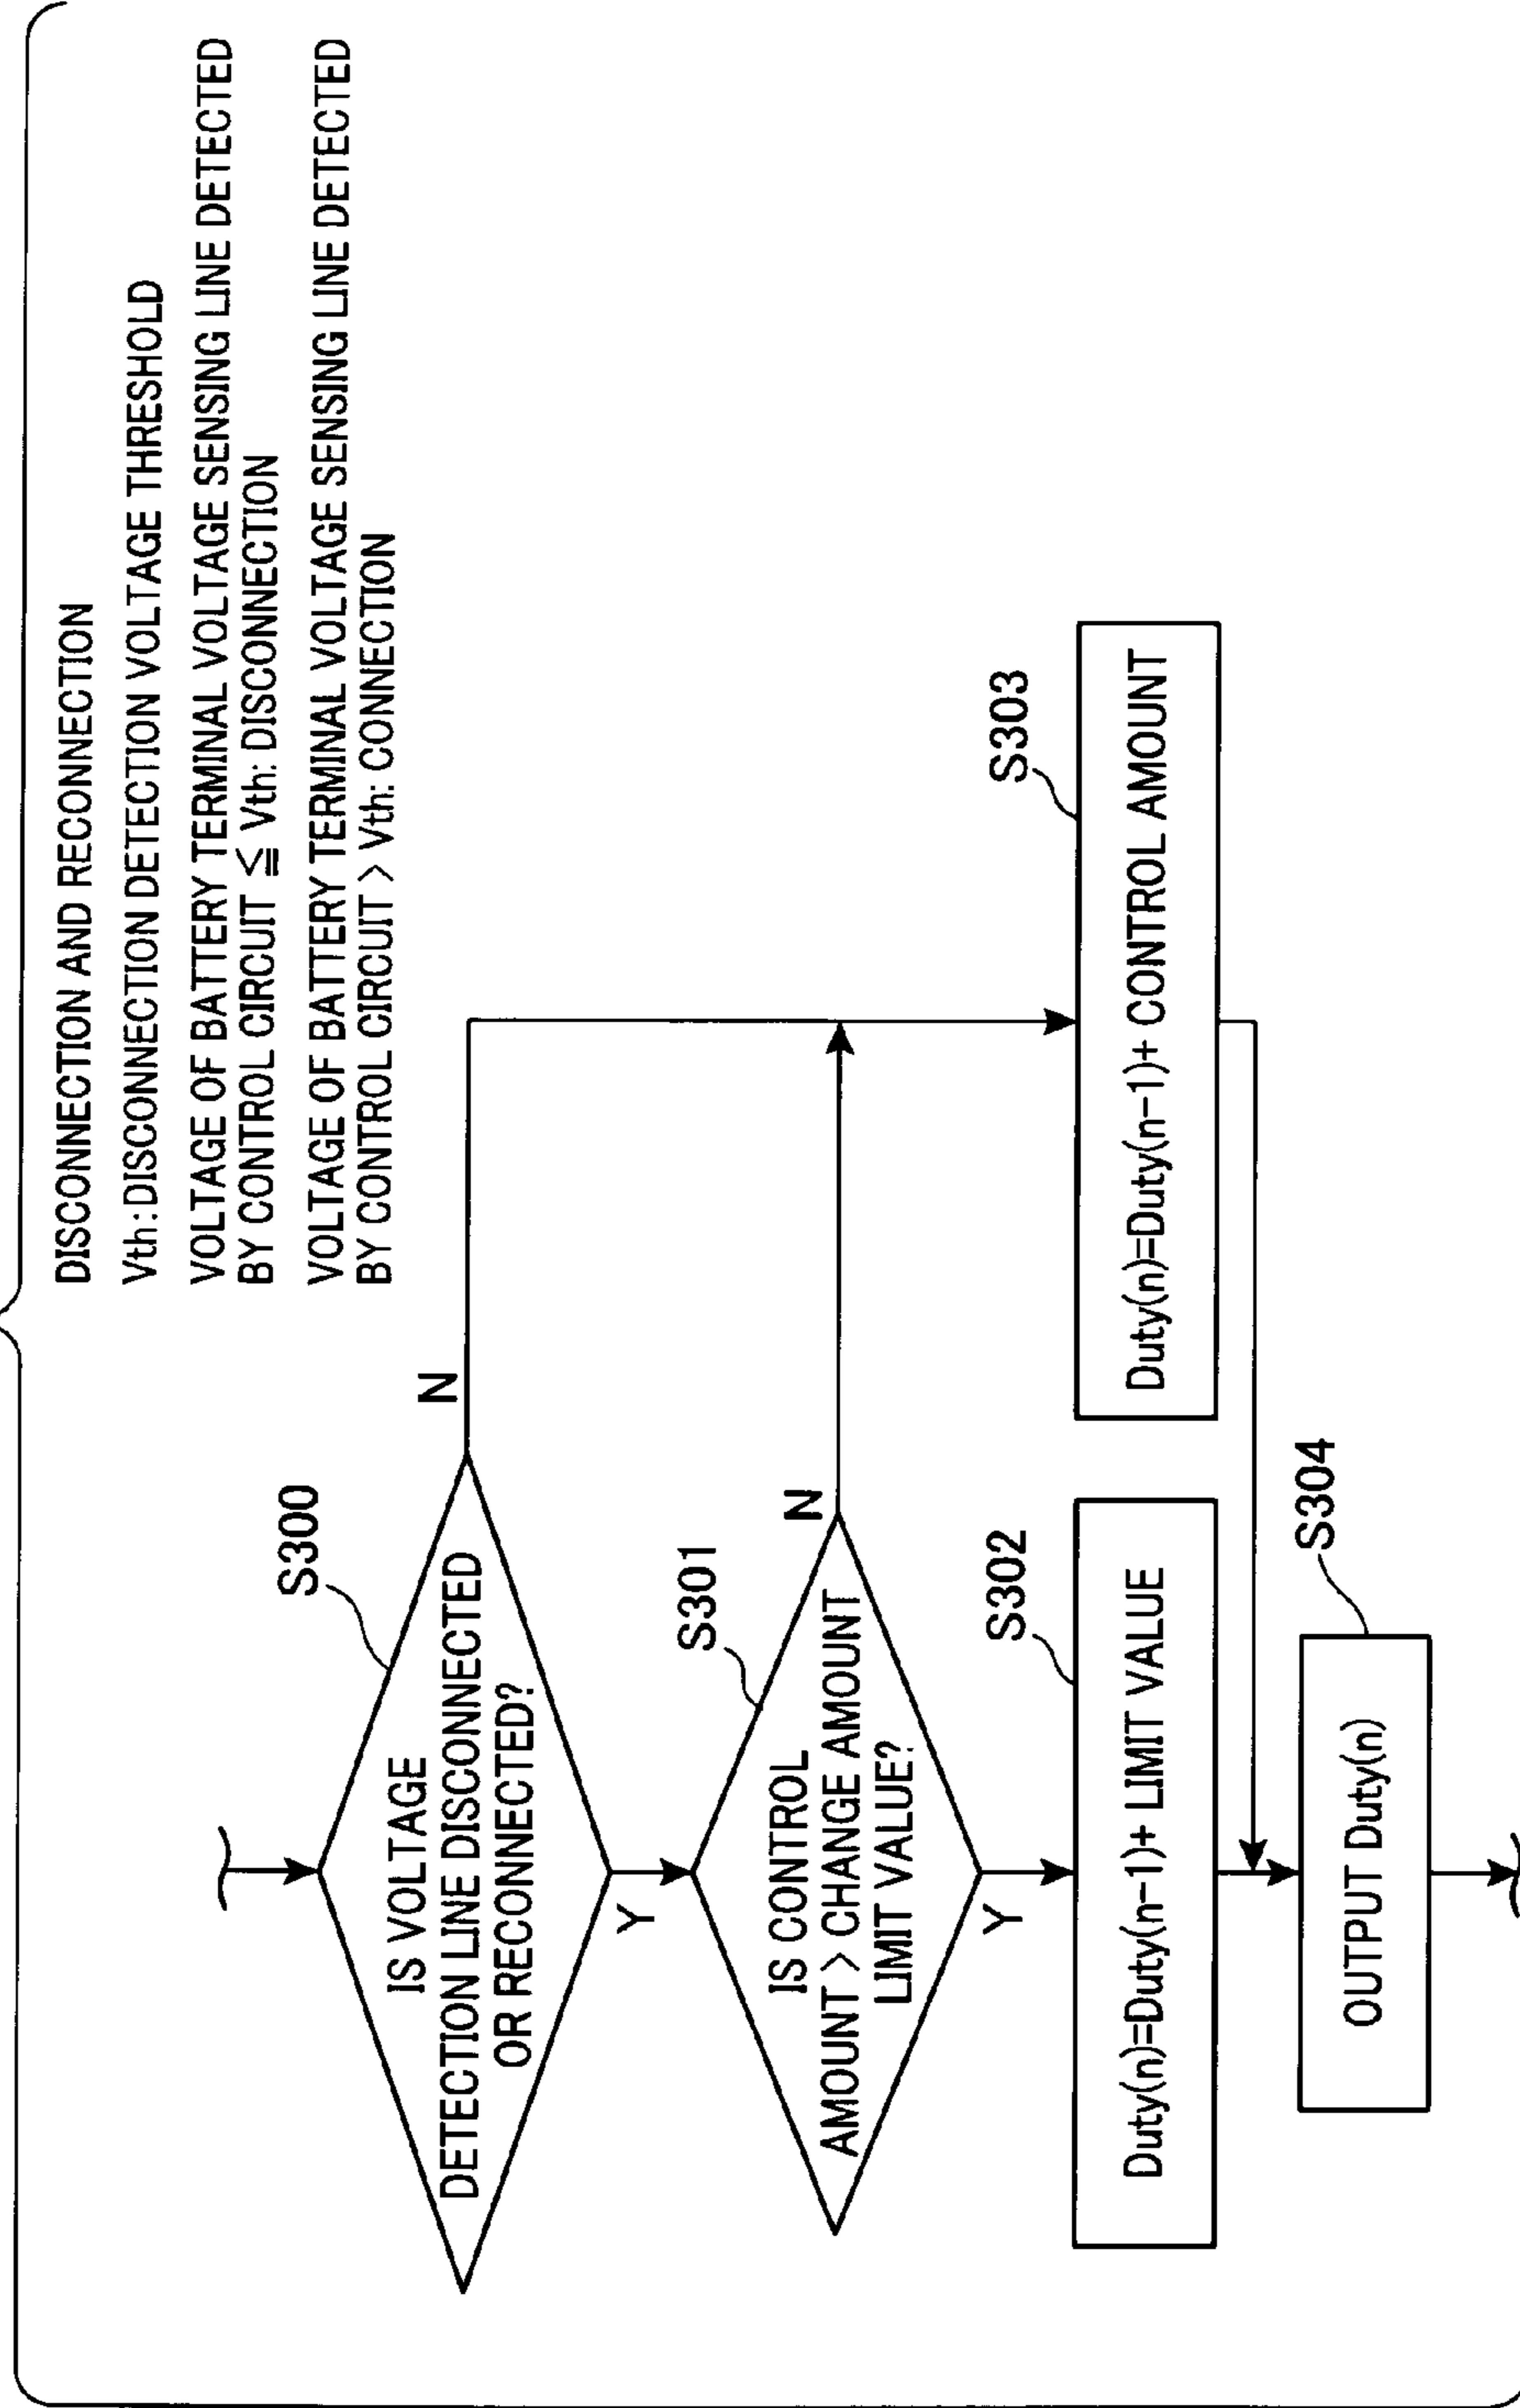 DISCONNECTION AND RECONNECTION
Vth:DISCONNECTION DETECTION VOLTAGE THRESHOLD
VOLTAGE OF BATTERY TERMINAL VOLTAGE SENSING LINE DETECTED
BY CONTROL CIRCUIT ≦ Vth: DISCONNECTION
VOLTAGE OF BATTERY TERMINAL VOLTAGE SENSING LINE DETECTED
BY CONTROL CIRCUIT > Vth: CONNECTION
S300
IS VOLTAGE
DETECTION LINE DISCONNECTED
OR RECONNECTED?
N
Y
S301
IS CONTROL
AMOUNT > CHANGE AMOUNT
LIMIT VALUE?
N
Y
S302
Duty(n)=Duty(n-1)+ LIMIT VALUE
S303
Duty(n)=Duty(n-1)+ CONTROL AMOUNT
S304
OUTPUT Duty(n)